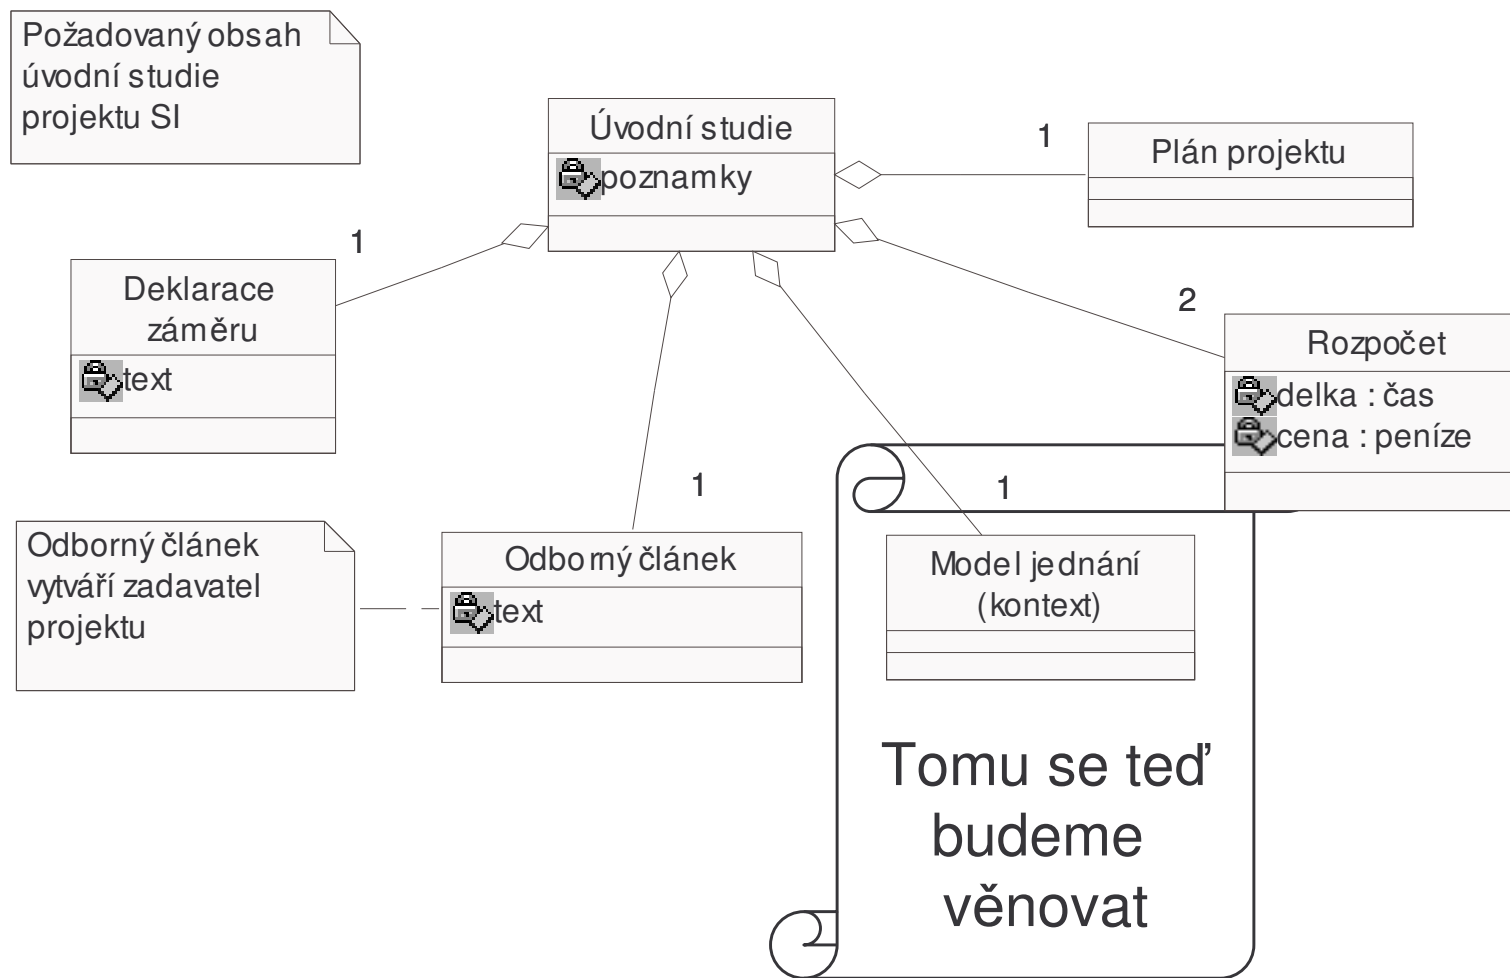 Požadovaný obsah
úvodní studie
projektu SI
Úvodní studie
poznamky
1
Plán projektu
1
Deklarace
záměru
text
2
Rozpočet
delka : čas
cena : peníze
1
1
Odborný článek
vytváří zadavatel
projektu
Odborný článek
text
Model jednání
(kontext)
Tomu se teď
budeme
věnovat